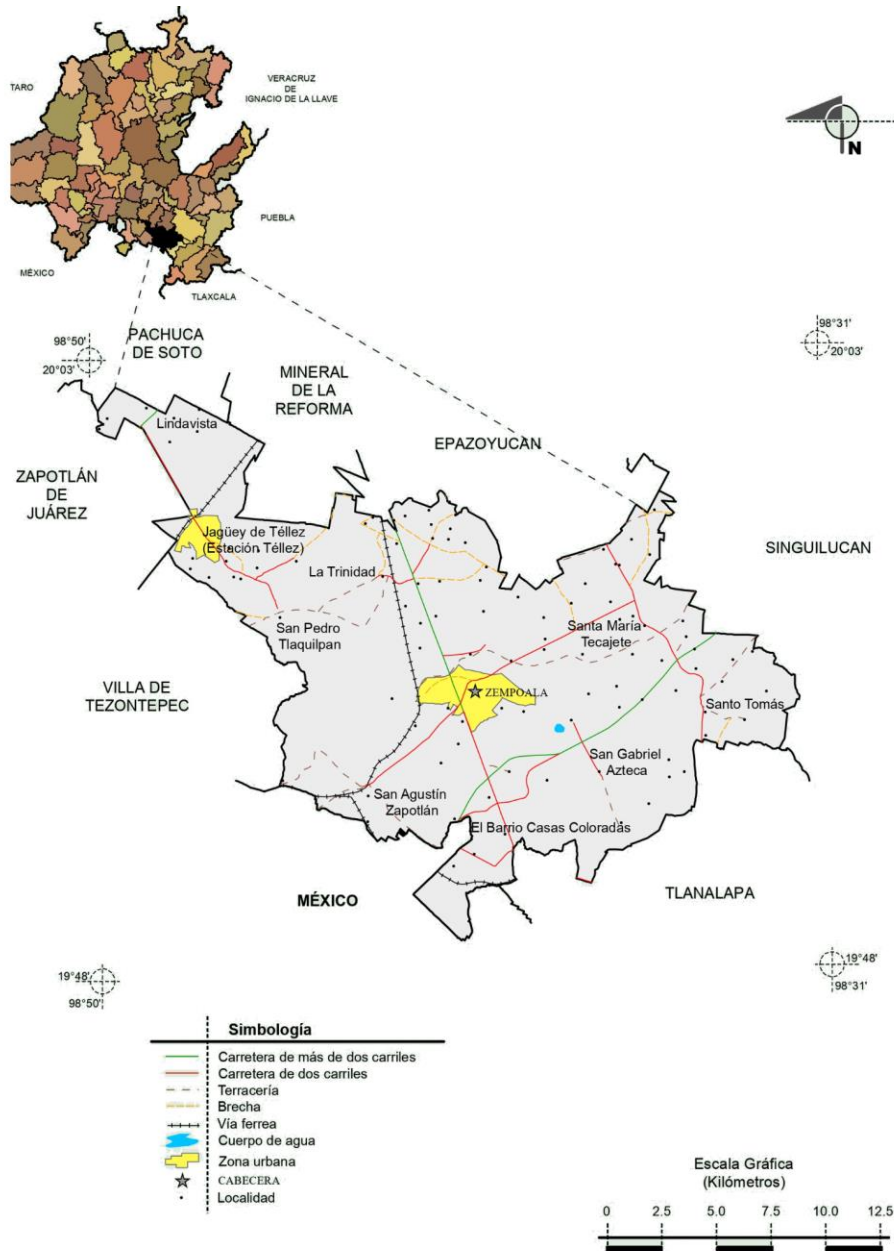 TARO
VERACRUZ
DE
IGNACIO DE LA LLAVE
N
PUEBLA
MÉXICO
TLAXCALA
PACHUCA
DE SOTO
98°50'
20°03'
98°31'
20°03'
MINERAL
DE LA
REFORMA
EPAZOYUCAN
Lindavista
ZAPOTLÁN
DE
JUÁREZ
Jagüey de Téllez
(Estación Téllez)
SINGUILUCAN
La Trinidad
San Pedro
Tlaquilpan
Santa María
Tecajete
VILLA DE
TEZONTEPEC
ZEMPOALA
Santo Tomás
San Gabriel
Azteca
San Agustín
Zapotlán
El Barrio Casas Coloradas
MÉXICO
TLANALAPA
19°48'
98°50'
19°48'
98°31'
Simbología
Carretera de más de dos carriles
Carretera de dos carriles
Terracería
Brecha
Vía ferrea
Cuerpo de agua
Zona urbana
CABECERA
Localidad
Escala Gráfica
(Kilómetros)
0 2.5 5.0 7.5 10.0 12.5